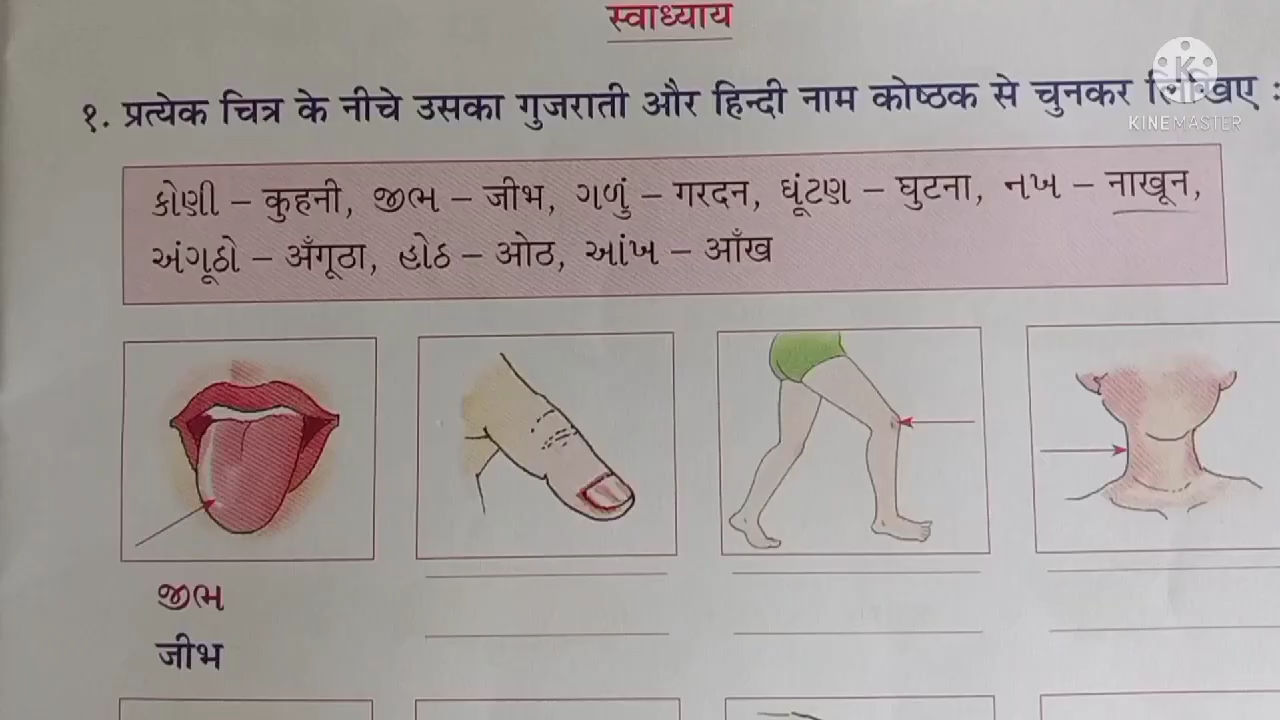 स्वाध्याय
१. प्रत्येक चित्र के नीचे उसका गुजराती और हिन्दी नाम कोष्ठक से चुनकर लिखिए :
KINEMASTER
કોણી – कुहनी, જીભ – जीभ, ગળું – गरदन, ઘૂંટણ – घुटना, નખ – नाखून,
અંગૂઠો – अँगूठा, હોઠ – ओठ, આંખ – आँख
જીભ
जीभ